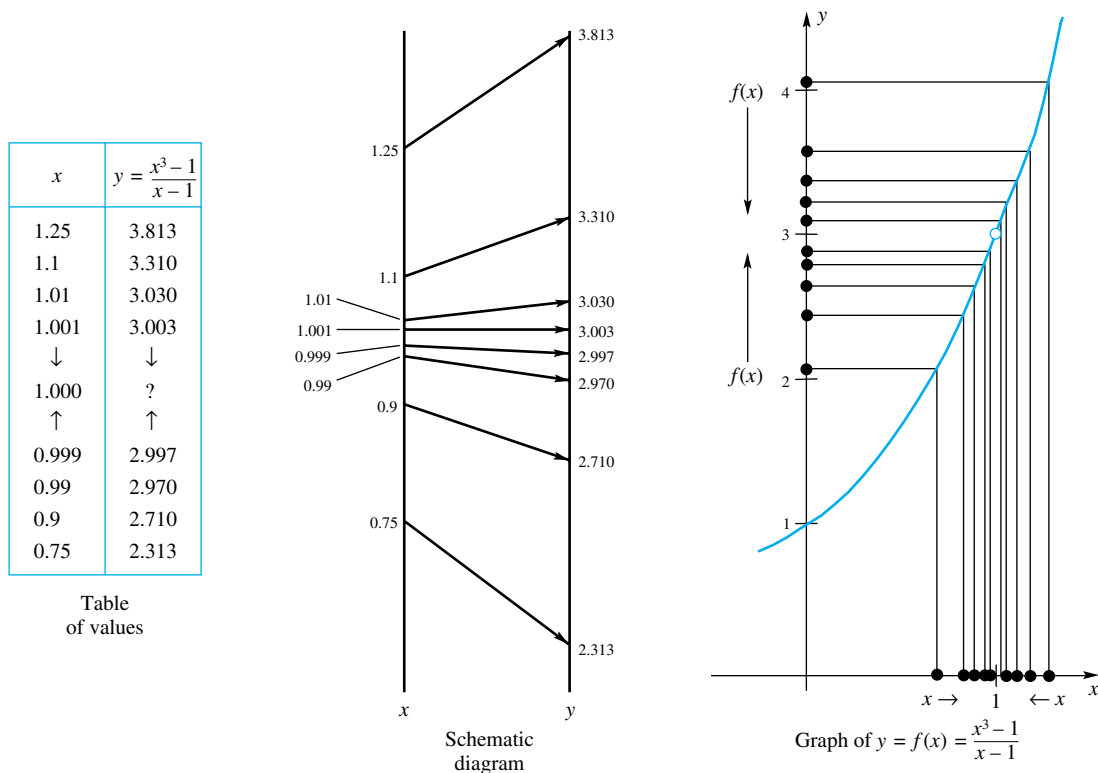 x y = \frac{x^3 - 1}{x - 1}
1.25 3.813
1.1 3.310
1.01 3.030
1.001 3.003
↓ ↓
1.000 ?
↑ ↑
0.999 2.997
0.99 2.970
0.9 2.710
0.75 2.313
Table
of values
3.813
1.25
3.310
1.1
1.01
3.030
1.001
3.003
0.999
2.997
0.99
2.970
0.9
2.710
0.75
2.313
x y
Schematic
diagram
y
f(x) 4
3
f(x)
2
1
x → 1 ← x
x
Graph of y = f(x) = \frac{x^3 - 1}{x - 1}